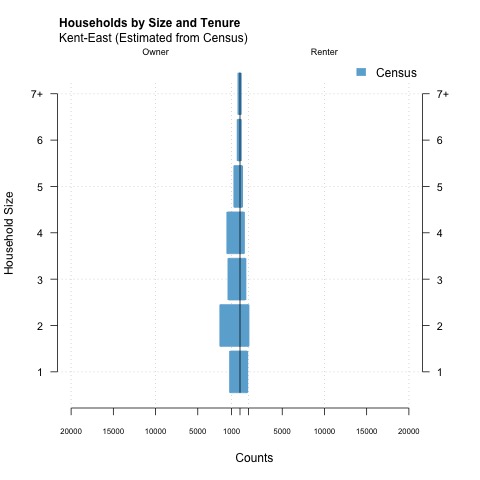 Households by Size and Tenure
Kent-East (Estimated from Census)
Owner Renter
Census
7+ 7+
6 6
5 5
4 4
3 3
2 2
1 1
Household Size
20000 15000 10000 5000 1000 5000 10000 15000 20000
Counts